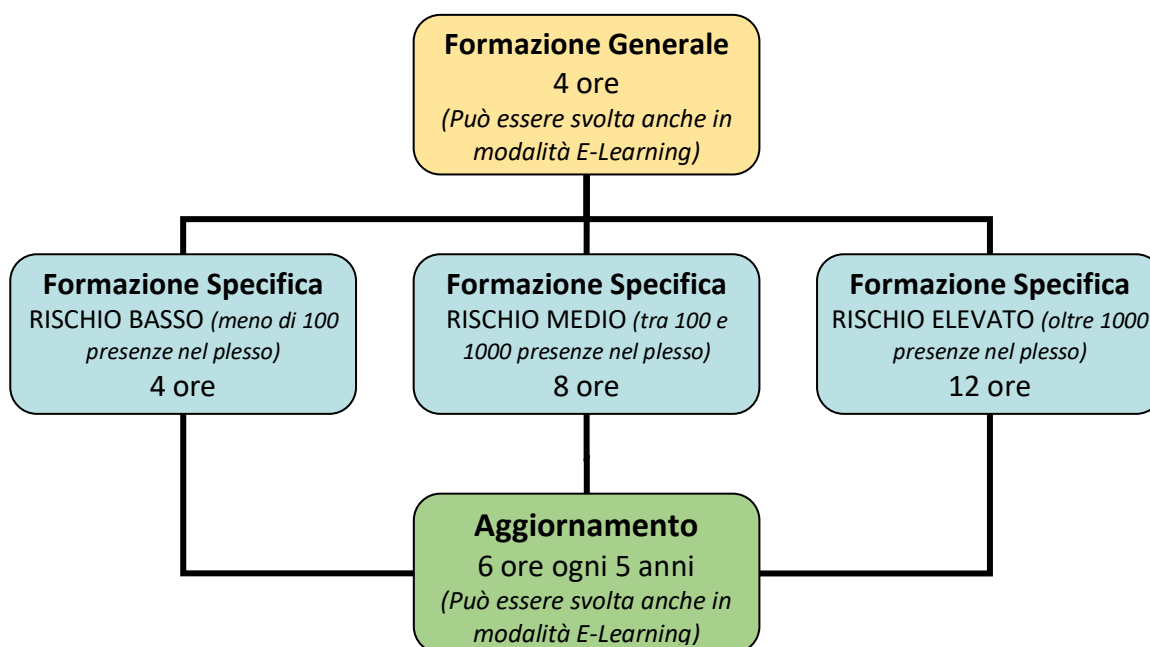 Formazione Generale
4 ore
(Può essere svolta anche in
modalità E-Learning)
Formazione Specifica
RISCHIO BASSO (meno di 100
presenze nel plesso)
4 ore
Formazione Specifica
RISCHIO MEDIO (tra 100 e
1000 presenze nel plesso)
8 ore
Formazione Specifica
RISCHIO ELEVATO (oltre 1000
presenze nel plesso)
12 ore
Aggiornamento
6 ore ogni 5 anni
(Può essere svolta anche in
modalità E-Learning)